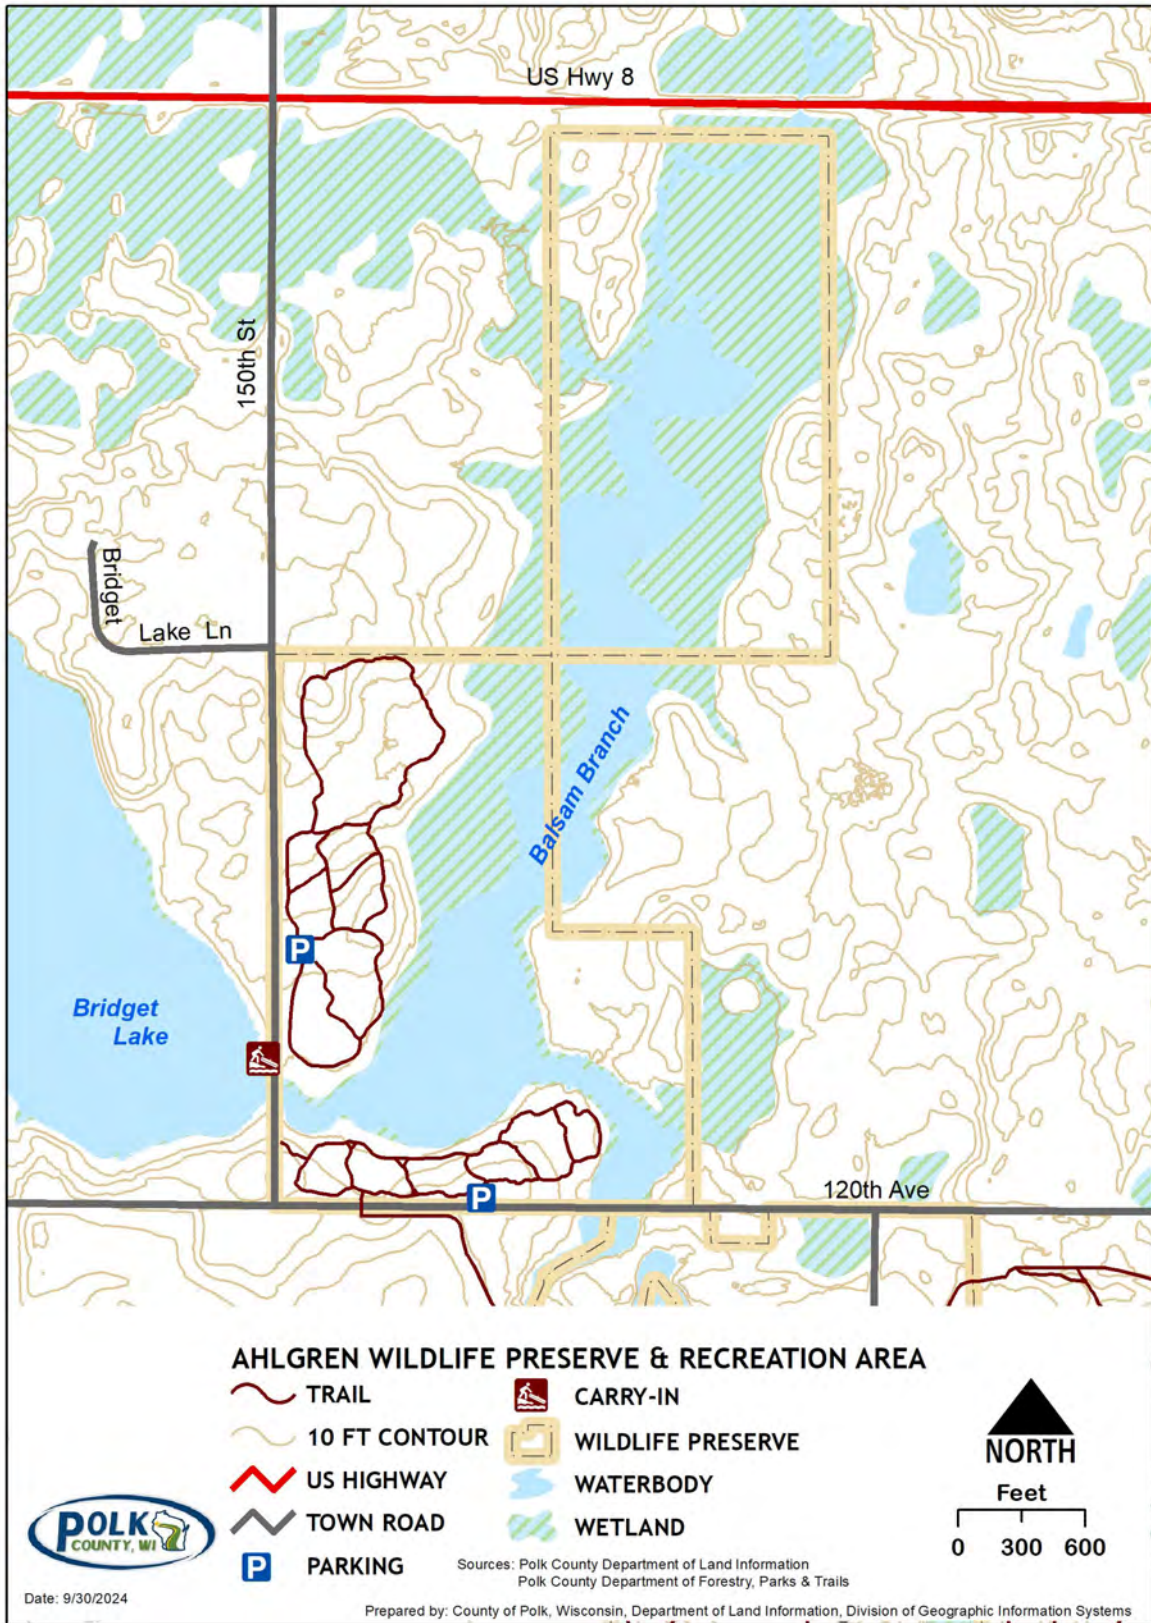 US Hwy 8
150th St
Bridget
Lake Ln
Balsam Branch
Bridget
Lake
P
120th Ave
P
AHLGREN WILDLIFE PRESERVE & RECREATION AREA
TRAIL
CARRY-IN
10 FT CONTOUR
WILDLIFE PRESERVE
US HIGHWAY
WATERBODY
TOWN ROAD
WETLAND
P PARKING
NORTH
Feet
0 300 600
POLK
COUNTY, WI
Sources: Polk County Department of Land Information
Polk County Department of Forestry, Parks & Trails
Date: 9/30/2024
Prepared by: County of Polk, Wisconsin, Department of Land Information, Division of Geographic Information Systems